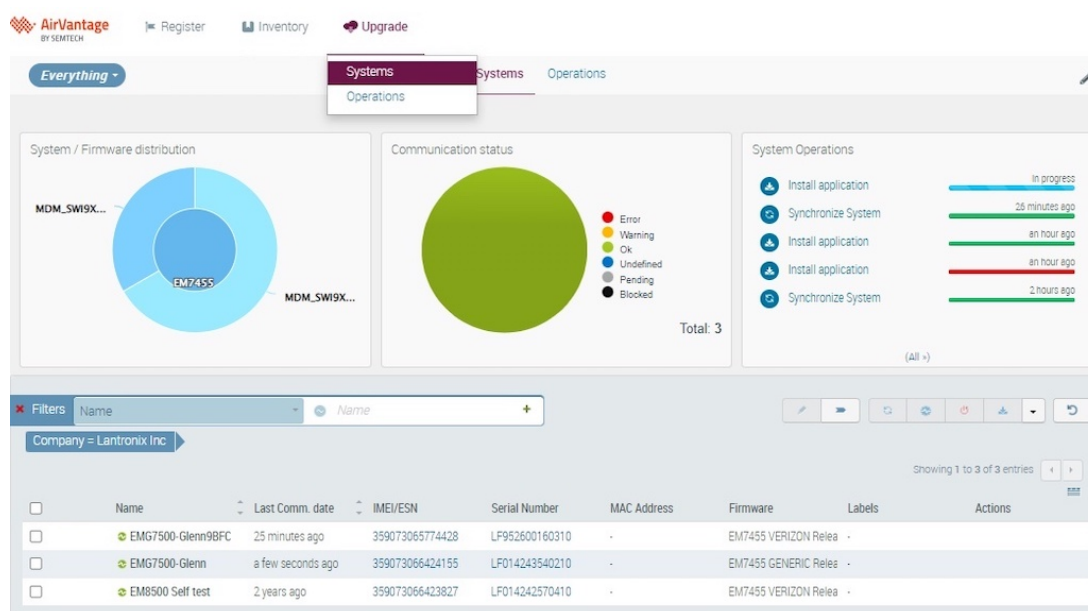 AirVantage
BY SEMTECH
Register
Inventory
Upgrade
Everything
Systems
Operations
Systems
Operations
System / Firmware distribution
MDM_SWI9X...
EM7455
MDM_SWI9X...
Communication status
Error
Warning
Ok
Undefined
Pending
Blocked
Total: 3
System Operations
Install application
In progress
Synchronize System
26 minutes ago
Install application
an hour ago
Install application
an hour ago
Synchronize System
2 hours ago
(All »)
Filters Name Name +
Company = Lantronix Inc
Showing 1 to 3 of 3 entries
Name Last Comm. date IMEI/ESN Serial Number MAC Address Firmware Labels Actions
EMG7500-Glenn9BFC 25 minutes ago 359073065774428 LF952600160310 - EM7455 VERIZON Relea -
EMG7500-Glenn a few seconds ago 359073066424155 LF014243540210 - EM7455 GENERIC Relea -
EM8500 Self test 2 years ago 359073066423827 LF014242570410 - EM7455 VERIZON Relea -